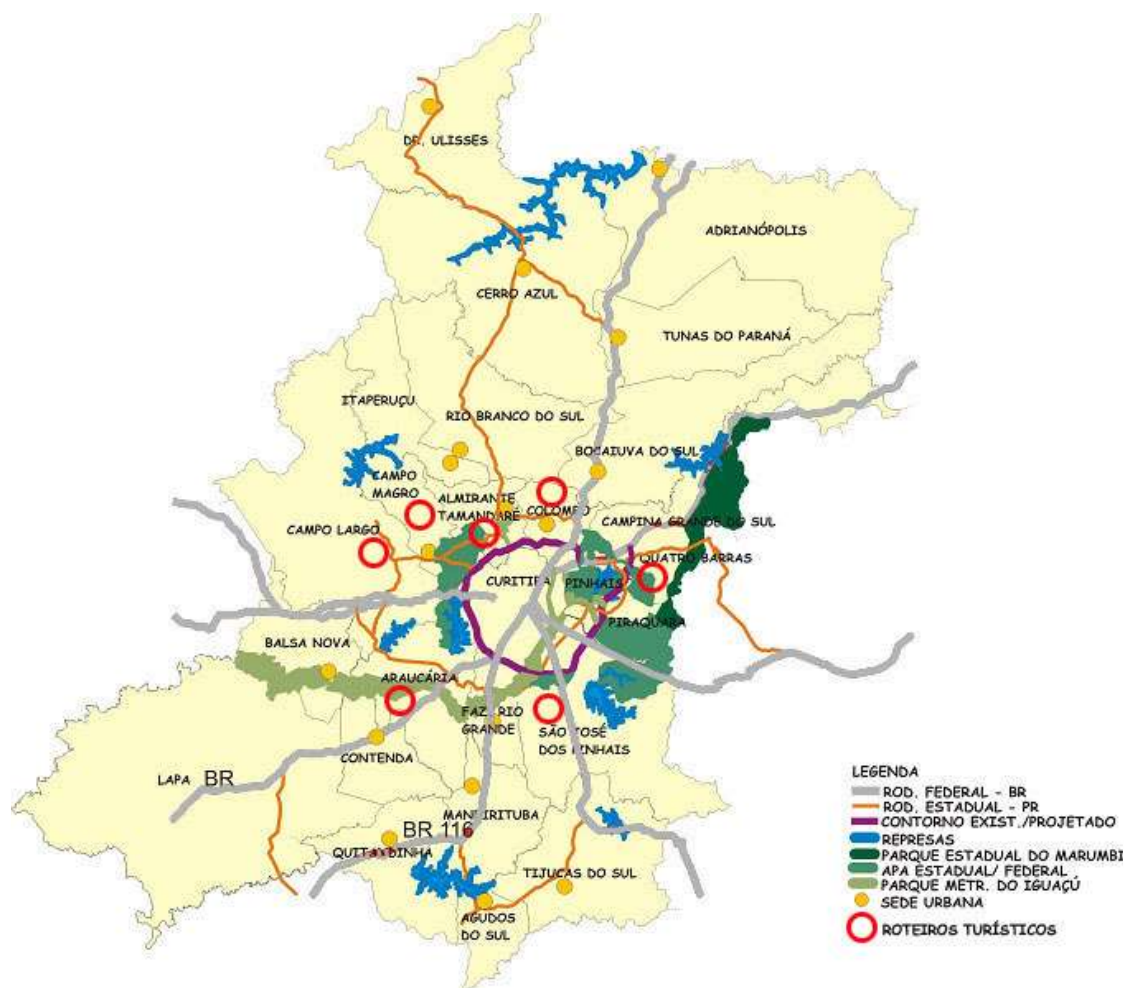 DR. ULISSES
ADRIANÓPOLIS
CERRO AZUL
TUNAS DO PARANÁ
ITAPERUÇU
RIO BRANCO DO SUL
BOCAIUVA DO SUL
CAMPO
MAGRO
ALMIRANTE
TAMANDARÉ
COLOMBO
CAMPO LARGO
CAMPINA GRANDE DO SUL
QUATRO BARRAS
CURITIBA
PINHAIS
PIRAQUARA
BALSA NOVA
ARAUCÁRIA
FAZ. RIO
GRANDE
SÃO JOSÉ
DOS PINHAIS
CONTENDA
LAPA BR
MANDIRITUBA
BR 116
QUITANDINHA
TIJUCAS DO SUL
AGUDOS
DO SUL
LEGENDA
ROD. FEDERAL - BR
ROD. ESTADUAL - PR
CONTORNO EXIST./PROJETADO
REPRESAS
PARQUE ESTADUAL DO MARUMBI
APA ESTADUAL/ FEDERAL
PARQUE METR. DO IGUAÇÚ
SEDE URBANA
ROTEIROS TURÍSTICOS